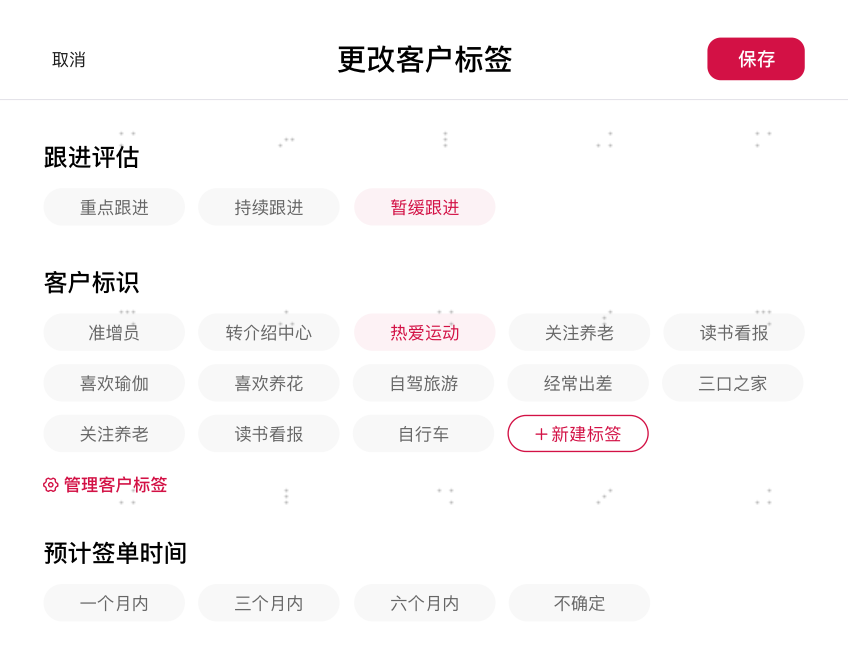 取消 更改客户标签 保存
跟进评估
重点跟进 持续跟进 暂缓跟进
客户标识
准增员 转介绍中心 热爱运动 关注养老 读书看报
喜欢瑜伽 喜欢养花 自驾旅游 经常出差 三口之家
关注养老 读书看报 自行车 +新建标签
管理客户标签
预计签单时间
一个月内 三个月内 六个月内 不确定